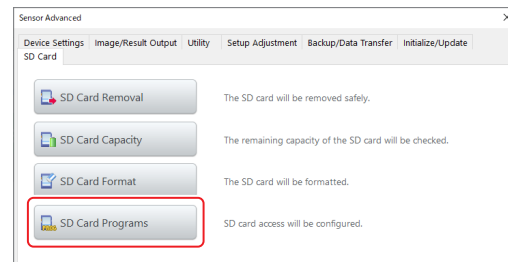 Sensor Advanced
Device Settings Image/Result Output Utility Setup Adjustment Backup/Data Transfer Initialize/Update
SD Card
SD Card Removal The SD card will be removed safely.
SD Card Capacity The remaining capacity of the SD card will be checked.
SD Card Format The SD card will be formatted.
SD Card Programs SD card access will be configured.